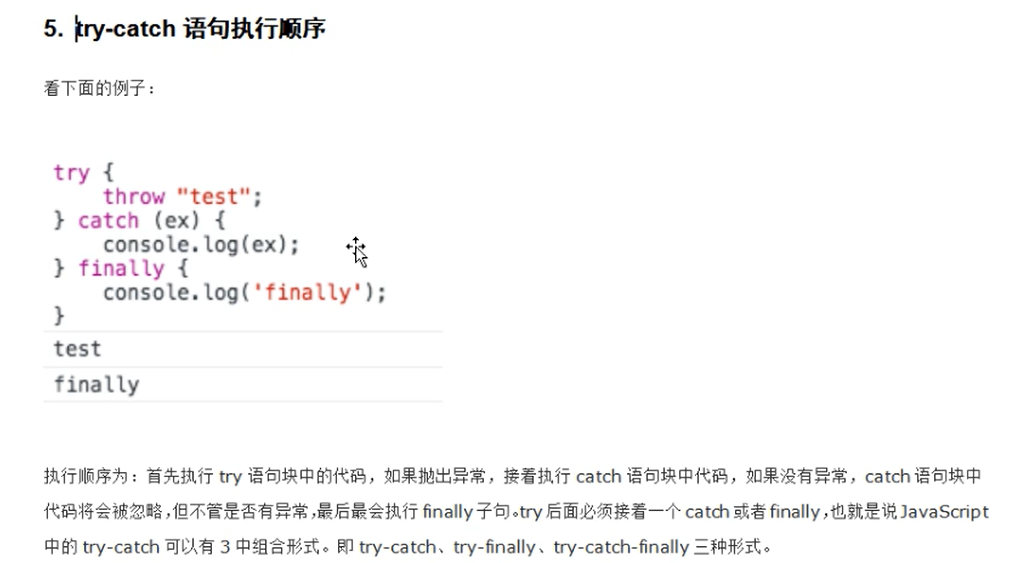 5. try-catch 语句执行顺序
看下面的例子：
try {
    throw "test";
} catch (ex) {
    console.log(ex);
} finally {
    console.log('finally');
}
test
finally
执行顺序为：首先执行 try 语句块中的代码，如果抛出异常，接着执行 catch 语句块中代码，如果没有异常，catch 语句块中
代码将会被忽略，但不管是否有异常，最后最会执行 finally 子句。try 后面必须接着一个 catch 或者 finally，也就是说 JavaScript
中的 try-catch 可以有 3 中组合形式。即 try-catch、try-finally、try-catch-finally 三种形式。